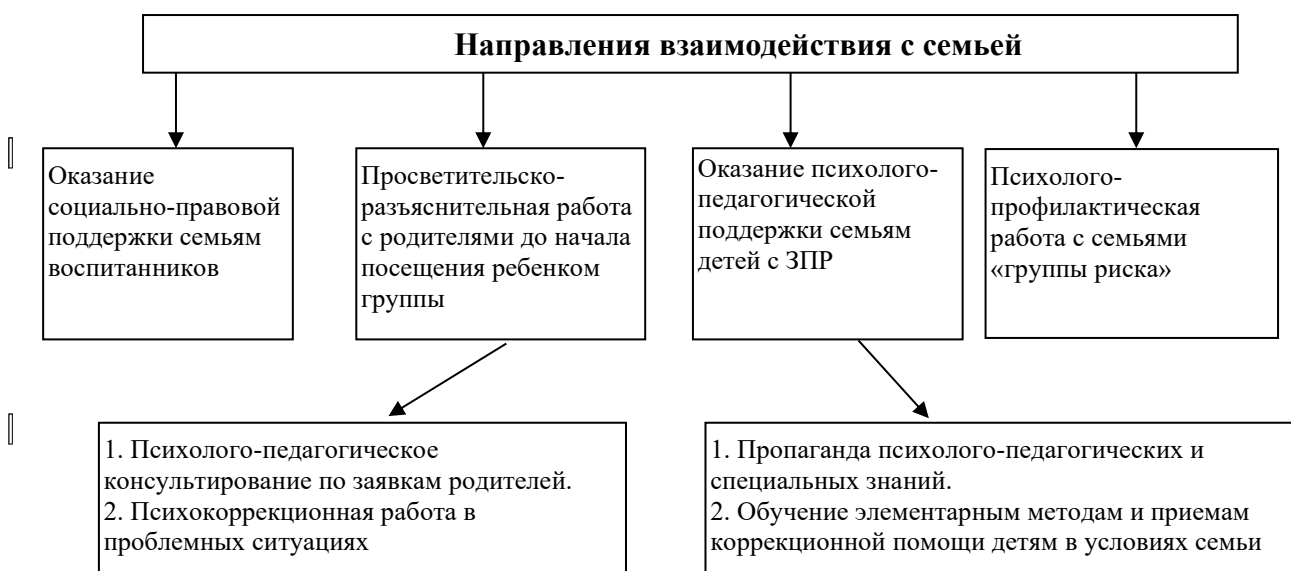 Направления взаимодействия с семьей
Оказание
социально-правовой
поддержки семьям
воспитанников
Просветительско-
разъяснительная работа
с родителями до начала
посещения ребенком
группы
Оказание психолого-
педагогической
поддержки семьям
детей с ЗПР
Психолого-
профилактическая
работа с семьями
«группы риска»
1. Психолого-педагогическое
консультирование по заявкам родителей.
2. Психокоррекционная работа в
проблемных ситуациях
1. Пропаганда психолого-педагогических и
специальных знаний.
2. Обучение элементарным методам и приемам
коррекционной помощи детям в условиях семьи